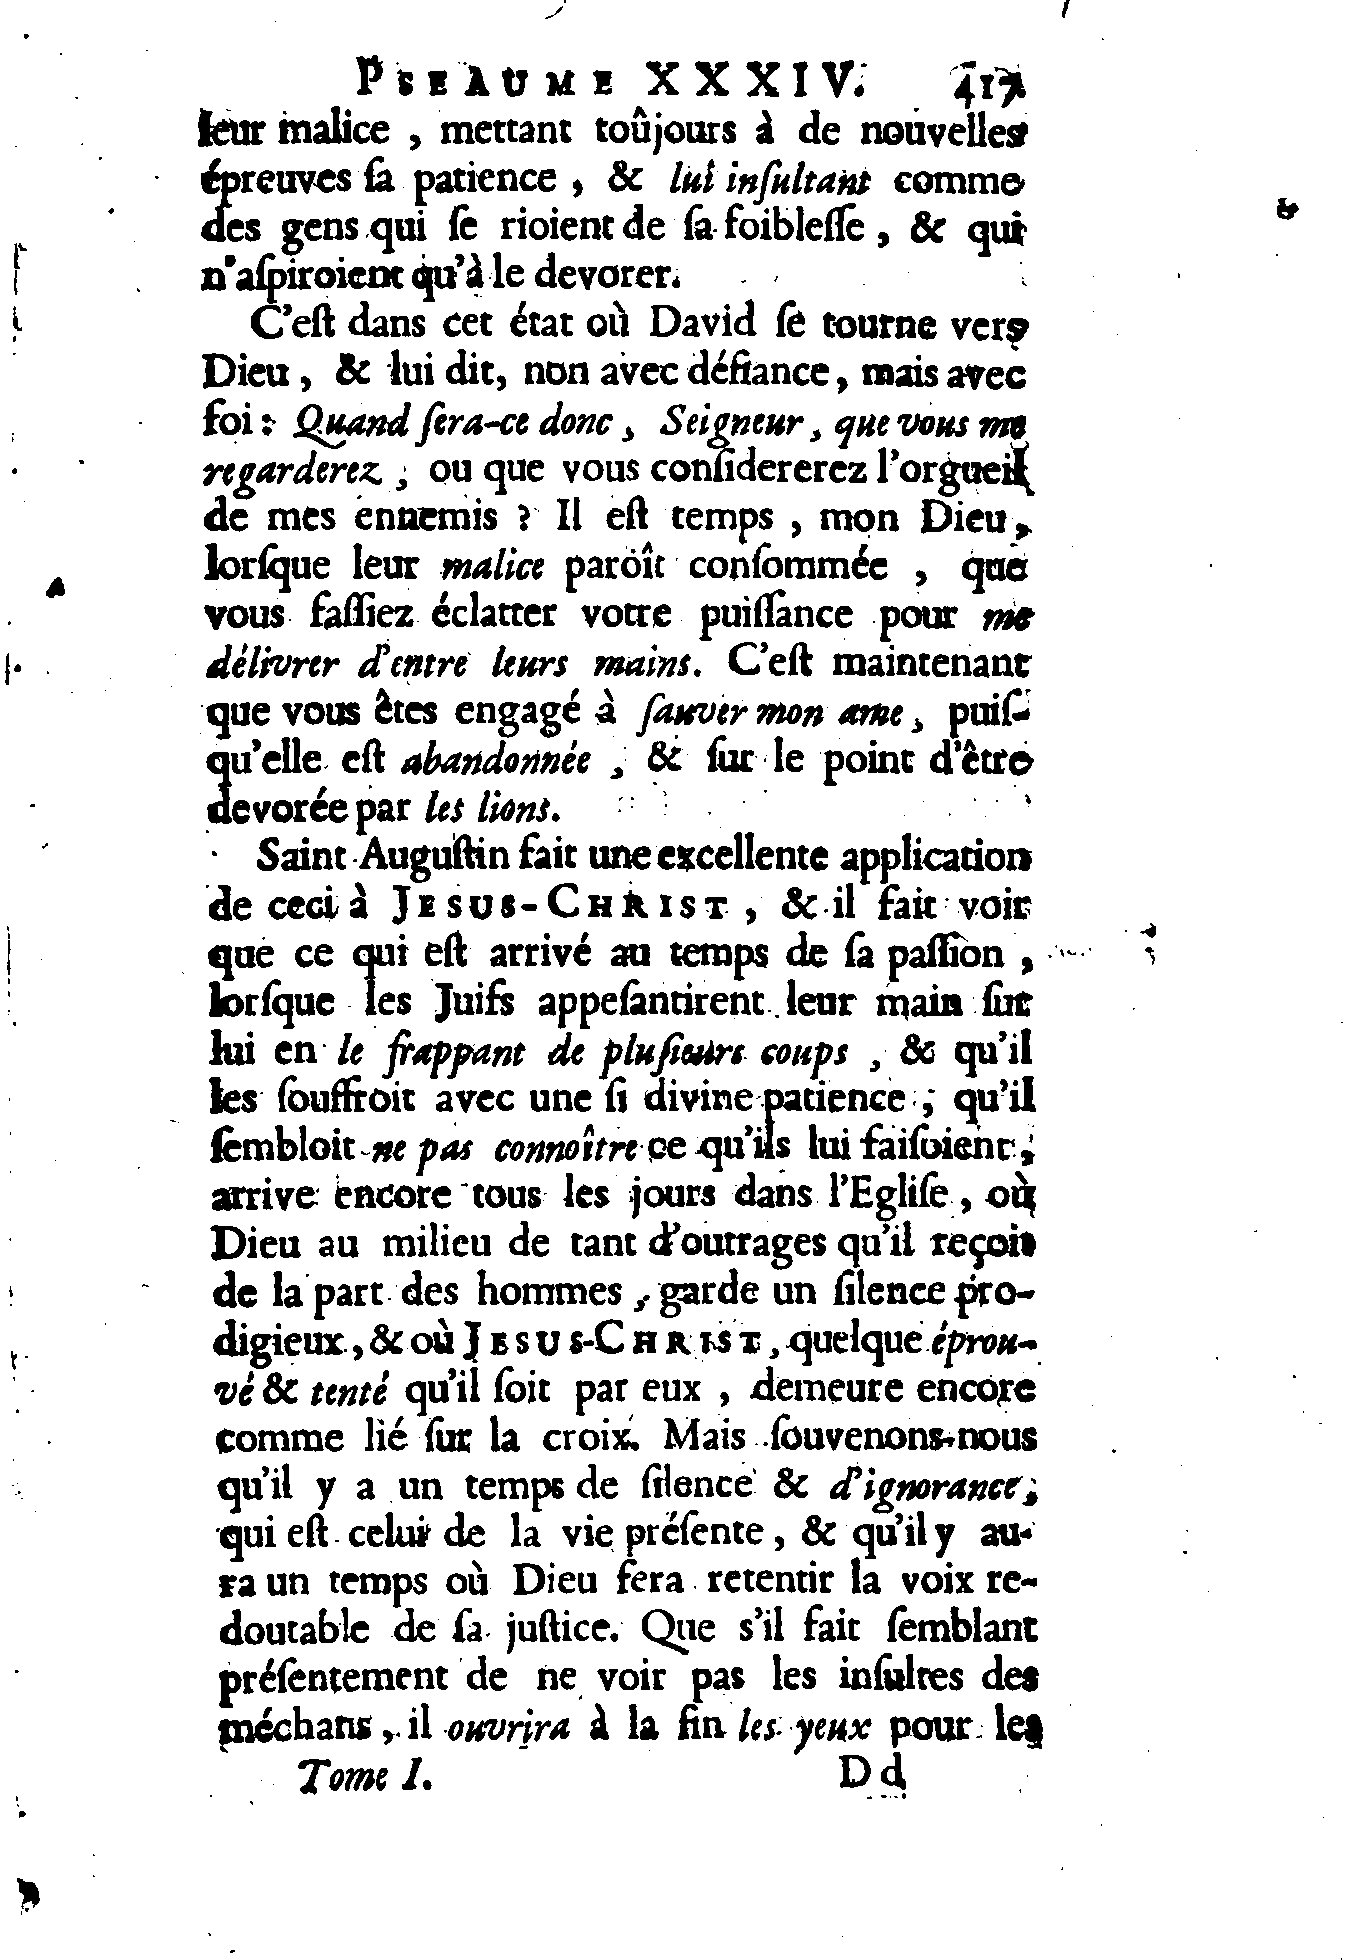 PSEAUME XXXIV. 417
leur malice , mettant toûjours à de nouvelles
épreuves ſa patience , & lui inſultant comme
des gens qui ſe rioient de ſa foibleſſe , & qui
n'aſpiroient qu'à le devorer.
C'eſt dans cet état où David ſe tourne vers
Dieu , & lui dit, non avec défiance, mais avec
foi : Quand ſera-ce donc , Seigneur , que vous me
regarderez , ou que vous conſidererez l'orgueil
de mes ennemis ? Il eſt temps , mon Dieu ,
lorſque leur malice paroît conſommée , que
vous faſſiez éclatter votre puiſſance pour me
délivrer d'entre leurs mains. C'eſt maintenant
que vous êtes engagé à ſauver mon ame , puiſ-
qu'elle eſt abandonnée , & ſur le point d'être
devorée par les lions.
Saint Auguſtin fait une excellente application
de ceci à JESUS-CHRIST , & il fait voir
que ce qui eſt arrivé au temps de ſa paſſion ,
lorſque les Juifs appeſantirent leur main ſur
lui en le frappant de pluſieurs coups , & qu'il
les ſouffroit avec une ſi divine patience , qu'il
ſembloit ne pas connoître ce qu'ils lui faiſoient ,
arrive encore tous les jours dans l'Egliſe , où
Dieu au milieu de tant d'outrages qu'il reçoit
de la part des hommes , garde un ſilence pro-
digieux , & où JESUS-CHRIST , quelque éprou-
vé & tenté qu'il ſoit par eux , demeure encore
comme lié ſur la croix. Mais ſouvenons-nous
qu'il y a un temps de ſilence & d'ignorance ,
qui eſt celui de la vie préſente , & qu'il y au-
ra un temps où Dieu fera retentir la voix re-
doutable de ſa juſtice. Que s'il fait ſemblant
préſentement de ne voir pas les inſultes des
méchans , il ouvrira à la fin les yeux pour les
Tome I. Dd